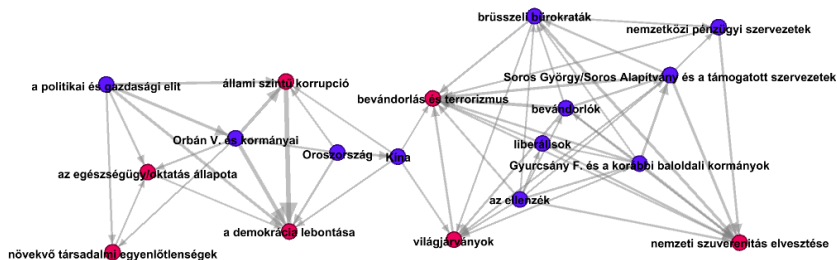 brüsszeli bürokraták
nemzetközi pénzügyi szervezetek
a politikai és gazdasági elit
állami szintű korrupció
Soros György/Soros Alapítvány és a támogatott szervezetek
bevándorlás és terrorizmus
bevándorlók
Orbán V. és kormányai
Oroszország
Kína
liberálisok
Gyurcsány F. és a korábbi baloldali kormányok
az egészségügy/oktatás állapota
az ellenzék
a demokrácia lebontása
világjárványok
nemzeti szuverenitás elvesztése
növekvő társadalmi egyenlőtlenségek